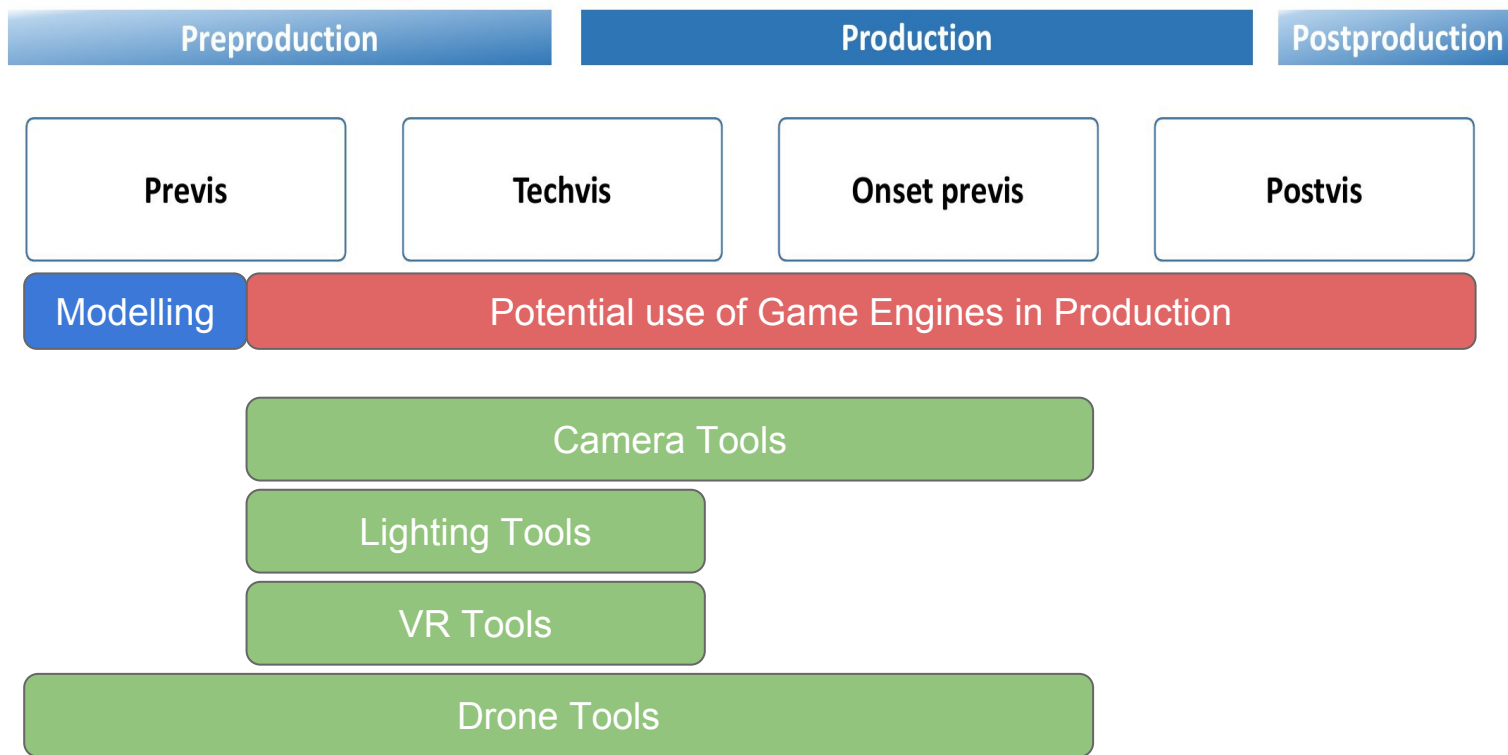 Preproduction
Production
Postproduction
Previs
Techvis
Onset previs
Postvis
Modelling
Potential use of Game Engines in Production
Camera Tools
Lighting Tools
VR Tools
Drone Tools